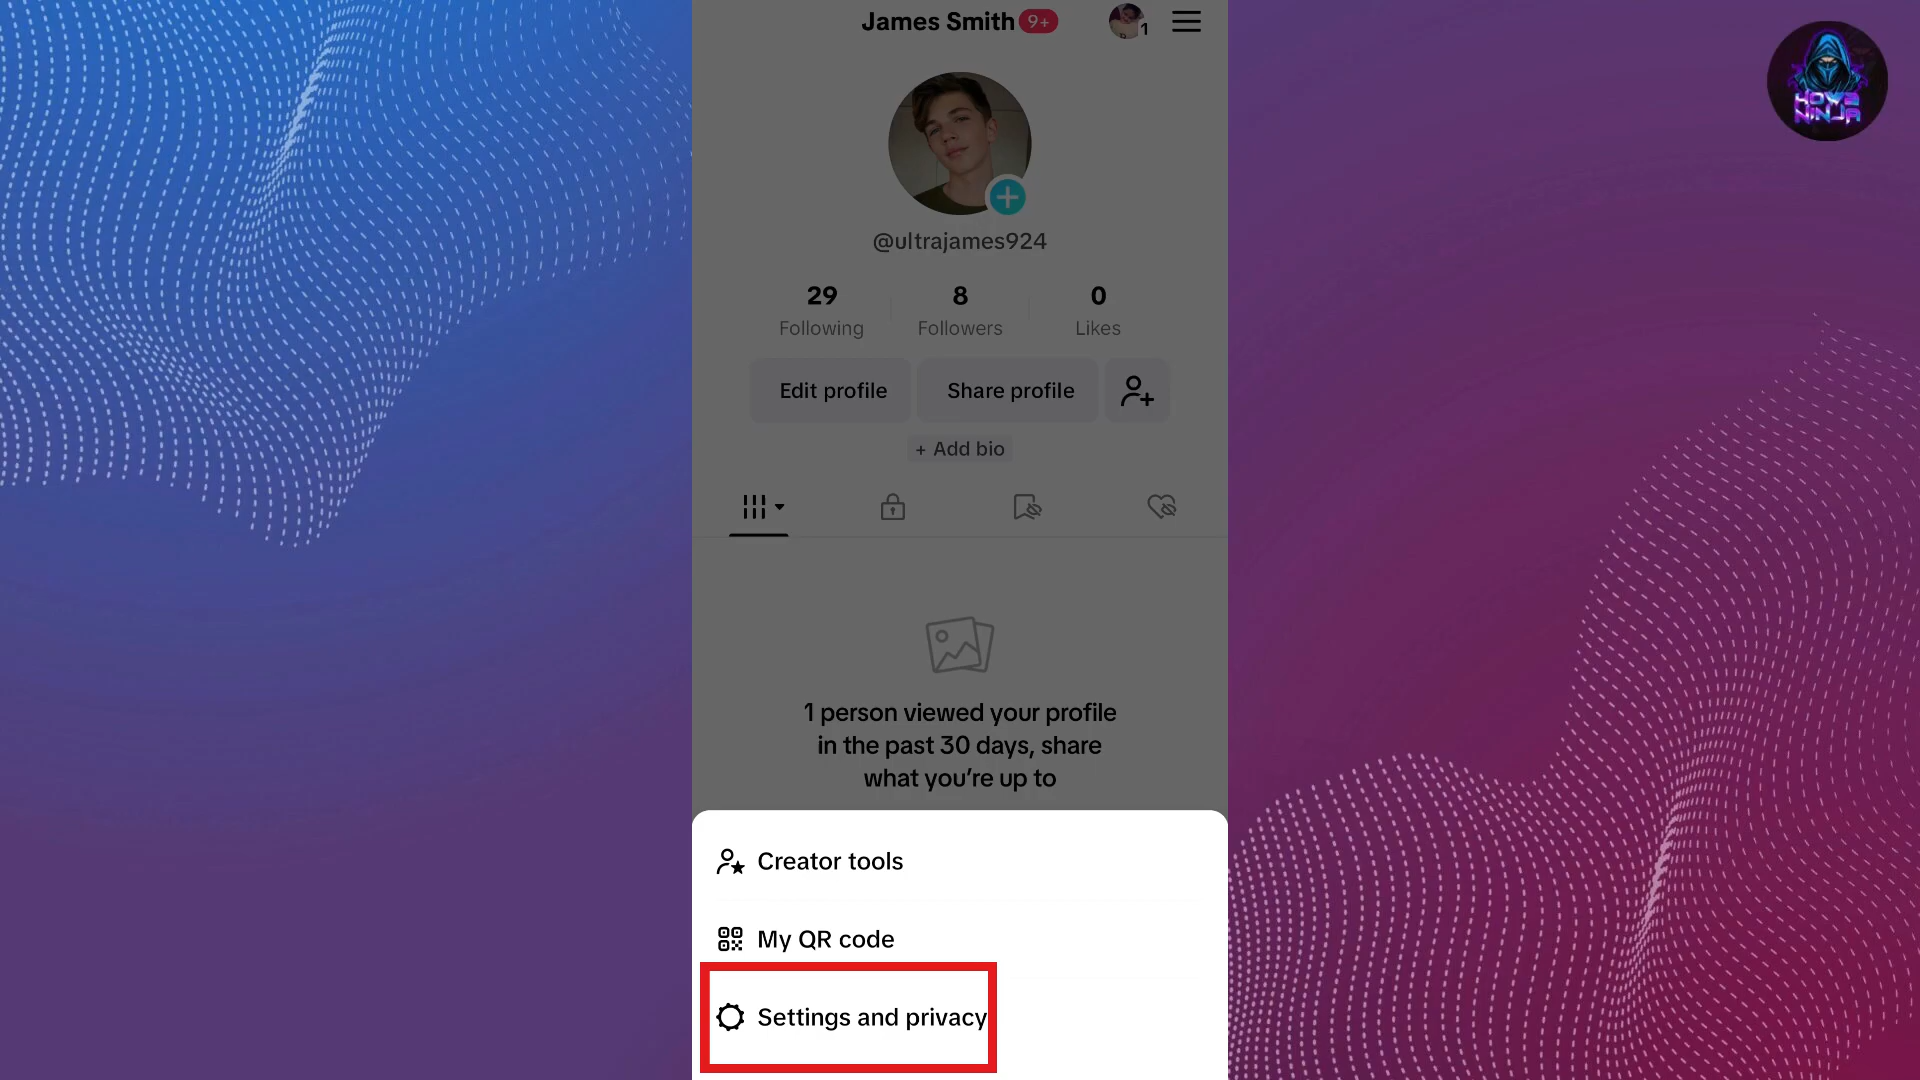 James Smith 9+
1
HOWZ
NINJA
@ultrajames924
29 8 0
Following Followers Likes
Edit profile Share profile
+ Add bio
1 person viewed your profile
in the past 30 days, share
what you’re up to
Creator tools
My QR code
Settings and privacy